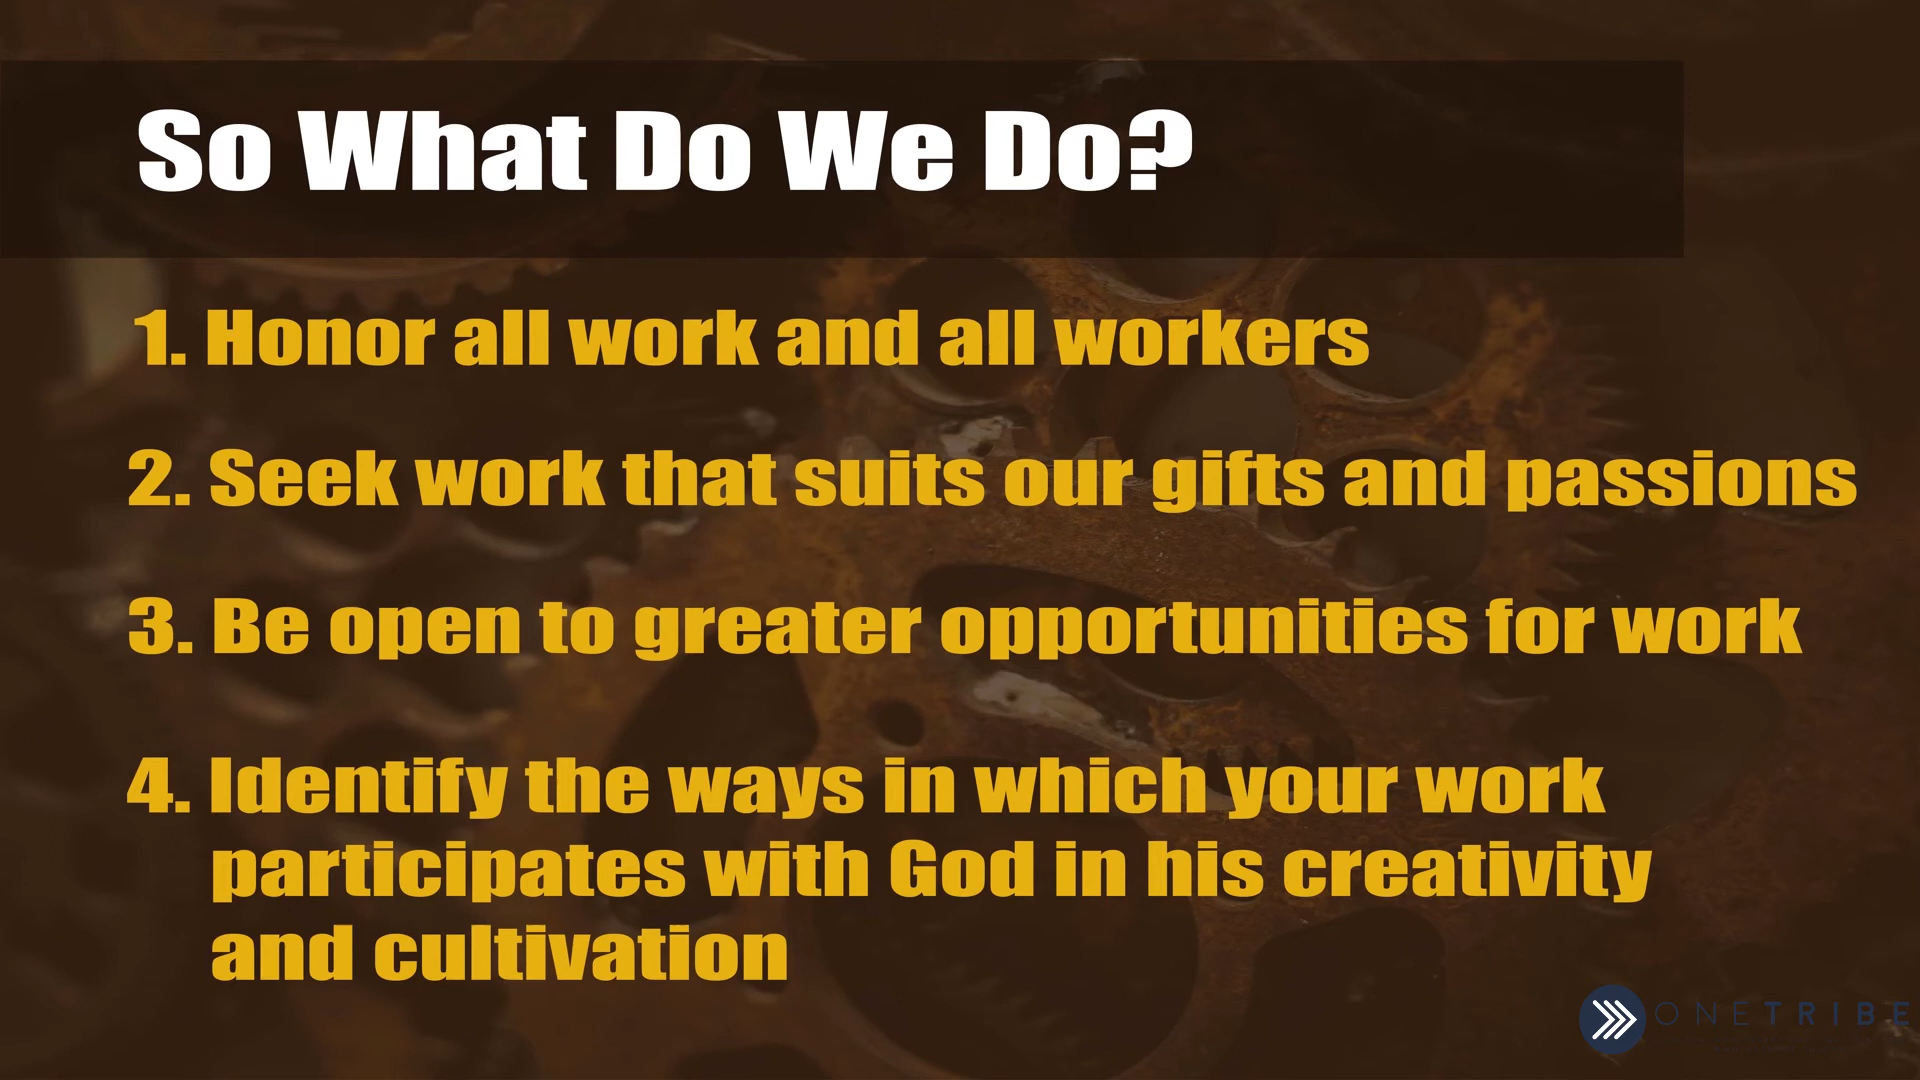 So What Do We Do?
1. Honor all work and all workers
2. Seek work that suits our gifts and passions
3. Be open to greater opportunities for work
4. Identify the ways in which your work
participates with God in his creativity
and cultivation
ONETRIBE